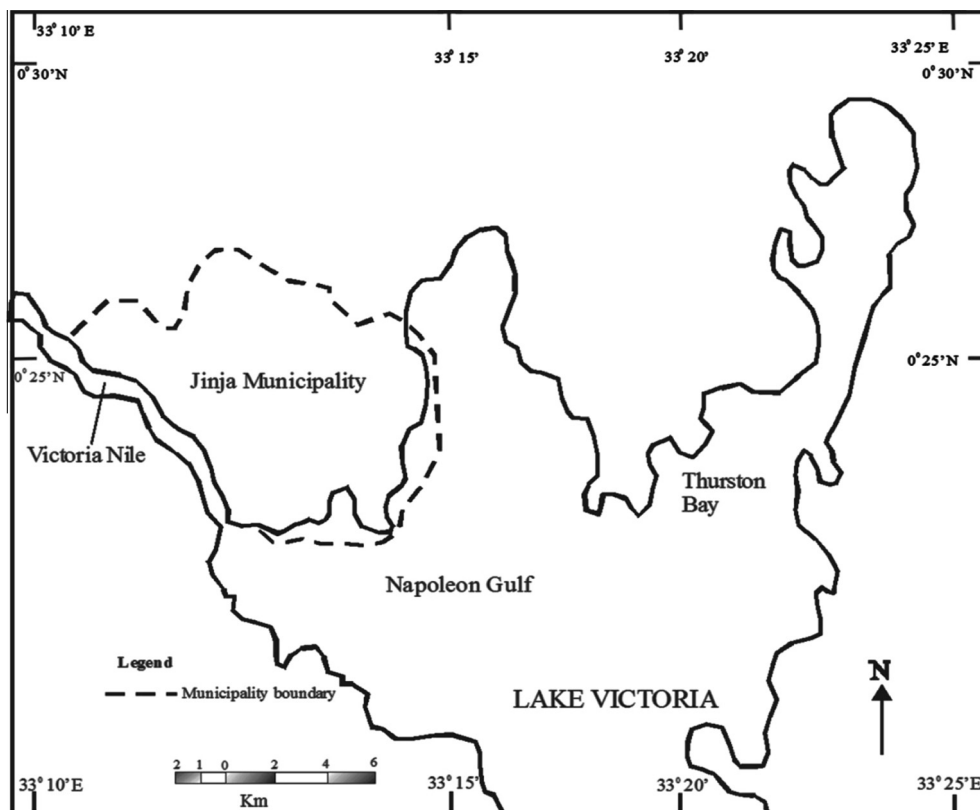 33° 10' E
33° 15'
33° 20'
33° 25 E
0° 30'N
0° 30'N
Jinja Municipality
0° 25'N
0° 25'N
Victoria Nile
Thurston
Bay
Napoleon Gulf
Legend
Municipality boundary
LAKE VICTORIA
N
2 1 0 2 4 6
Km
33° 10'E
33° 15'
33° 20'
33° 25'E